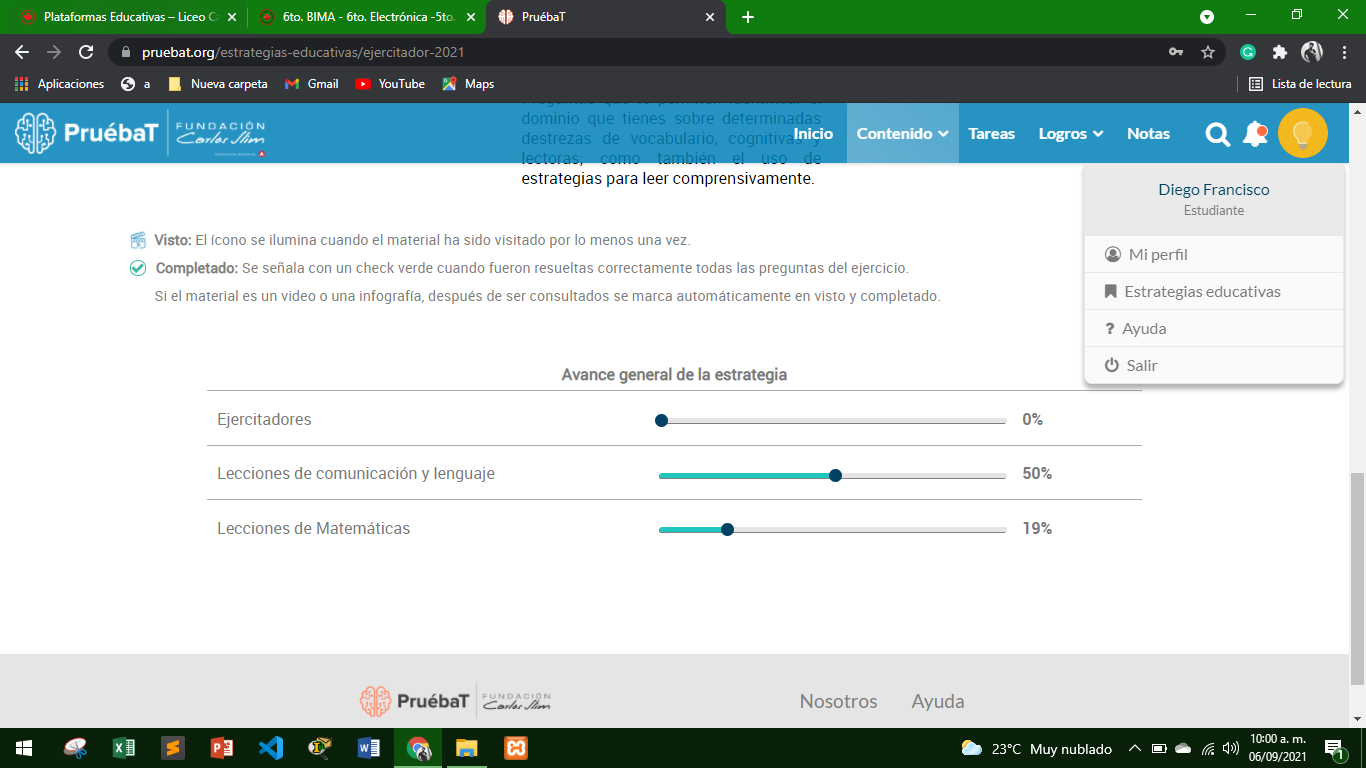 Plataformas Educativas – Liceo Ca
6to. BIMA - 6to. Electrónica -5to.
PruébaT
pruebat.org/estrategias-educativas/ejercitador-2021
Aplicaciones
a
Nueva carpeta
Gmail
YouTube
Maps
Lista de lectura
PruébaT
FUNDACIÓN
Carlos Slim
Inicio
Contenido
Tareas
Logros
Notas
dominio que tienes sobre determinadas
destrezas de vocabulario, cognitivas y
lectoras; como también el uso de
estrategias para leer comprensivamente.
Diego Francisco
Estudiante
Mi perfil
Estrategias educativas
? Ayuda
Salir
Visto: El ícono se ilumina cuando el material ha sido visitado por lo menos una vez.
Completado: Se señala con un check verde cuando fueron resueltas correctamente todas las preguntas del ejercicio.
Si el material es un video o una infografía, después de ser consultados se marca automáticamente en visto y completado.
Avance general de la estrategia
Ejercitadores 0%
Lecciones de comunicación y lenguaje 50%
Lecciones de Matemáticas 19%
PruébaT
FUNDACIÓN
Carlos Slim
Nosotros
Ayuda
23°C Muy nublado
10:00 a. m.
06/09/2021
1